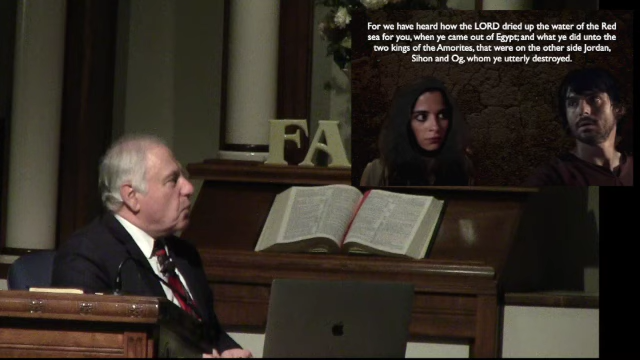 For we have heard how the LORD dried up the water of the Red
sea for you, when ye came out of Egypt; and what ye did unto the
two kings of the Amorites, that were on the other side Jordan,
Sihon and Og, whom ye utterly destroyed.
FA